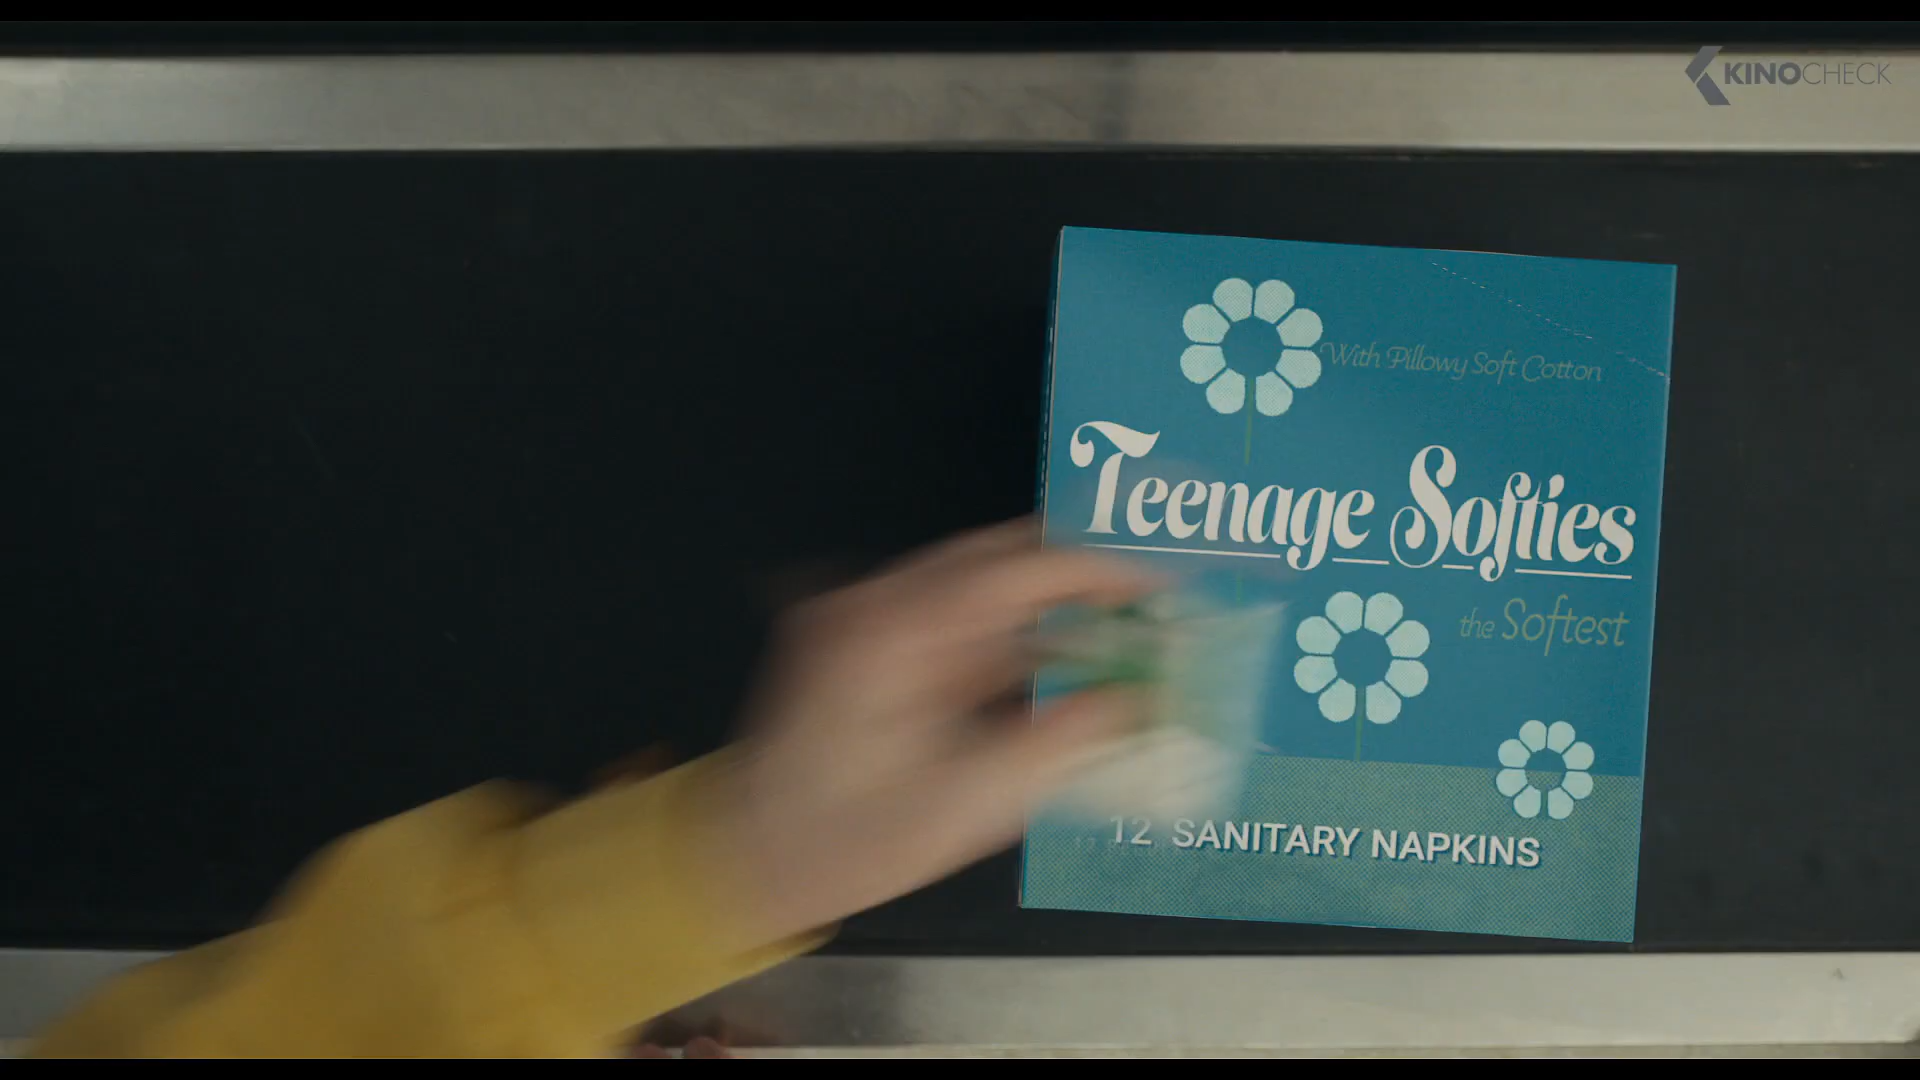 KINOCHECK
With Pillowy Soft Cotton
Teenage Softies
the Softest
12 SANITARY NAPKINS